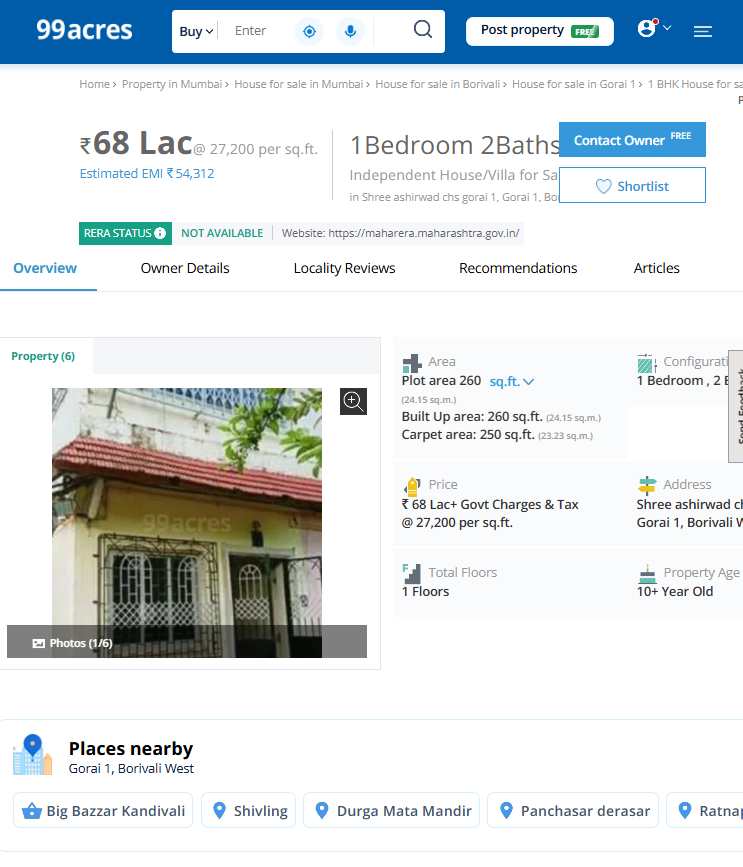 99acres
Buy
Enter
Post property FREE
Home > Property in Mumbai > House for sale in Mumbai > House for sale in Borivali > House for sale in Gorai 1 > 1 BHK House for sa
P
₹68 Lac @ 27,200 per sq.ft.
Estimated EMI ₹ 54,312
1Bedroom 2Baths
Independent House/Villa for Sa
in Shree ashirwad chs gorai 1, Gorai 1, Bo
Contact Owner FREE
Shortlist
RERA STATUS i NOT AVAILABLE Website: https://maharera.maharashtra.gov.in/
Overview Owner Details Locality Reviews Recommendations Articles
Property (6)
99acres
Photos (1/6)
Area
Plot area 260 sq.ft.
(24.15 sq.m.)
Built Up area: 260 sq.ft. (24.15 sq.m.)
Carpet area: 250 sq.ft. (23.23 sq.m.)
Configurati
1 Bedroom , 2 B
Send Feedback
Price
₹ 68 Lac+ Govt Charges & Tax
@ 27,200 per sq.ft.
Address
Shree ashirwad ch
Gorai 1, Borivali W
Total Floors
1 Floors
Property Age
10+ Year Old
Places nearby
Gorai 1, Borivali West
Big Bazzar Kandivali
Shivling
Durga Mata Mandir
Panchasar derasar
Ratnap